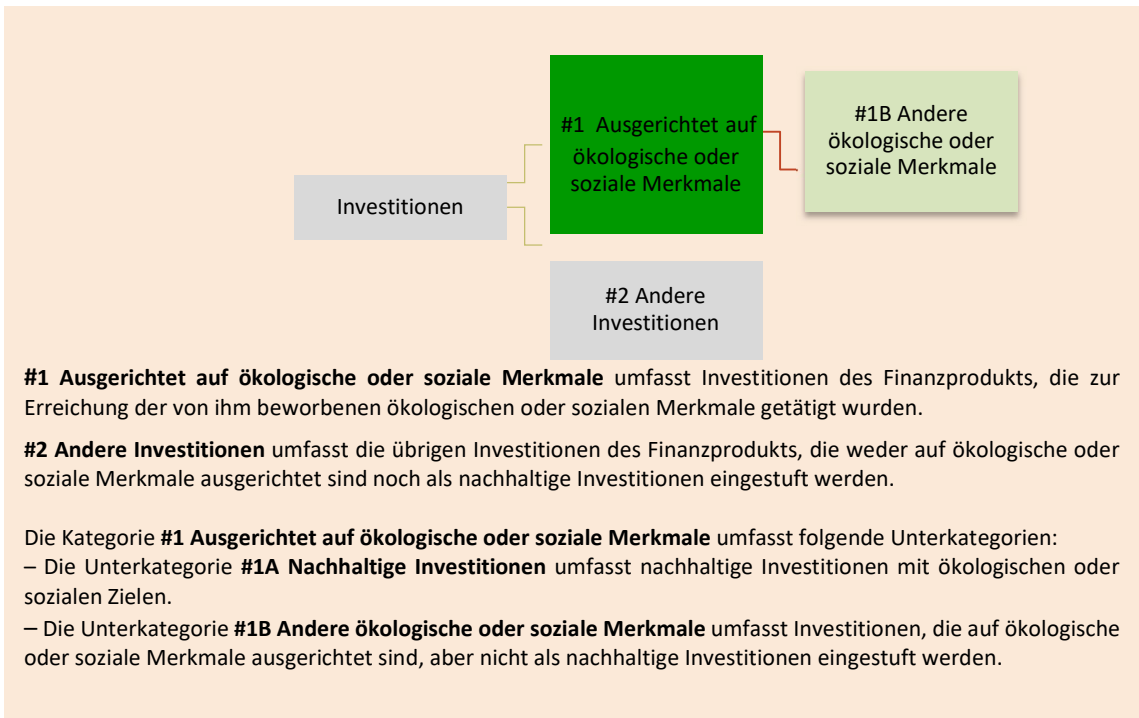 #1 Ausgerichtet auf
ökologische oder
soziale Merkmale
#1B Andere
ökologische oder
soziale Merkmale
Investitionen
#2 Andere
Investitionen
#1 Ausgerichtet auf ökologische oder soziale Merkmale umfasst Investitionen des Finanzprodukts, die zur
Erreichung der von ihm beworbenen ökologischen oder sozialen Merkmale getätigt wurden.
#2 Andere Investitionen umfasst die übrigen Investitionen des Finanzprodukts, die weder auf ökologische oder
soziale Merkmale ausgerichtet sind noch als nachhaltige Investitionen eingestuft werden.
Die Kategorie #1 Ausgerichtet auf ökologische oder soziale Merkmale umfasst folgende Unterkategorien:
– Die Unterkategorie #1A Nachhaltige Investitionen umfasst nachhaltige Investitionen mit ökologischen oder
sozialen Zielen.
– Die Unterkategorie #1B Andere ökologische oder soziale Merkmale umfasst Investitionen, die auf ökologische
oder soziale Merkmale ausgerichtet sind, aber nicht als nachhaltige Investitionen eingestuft werden.